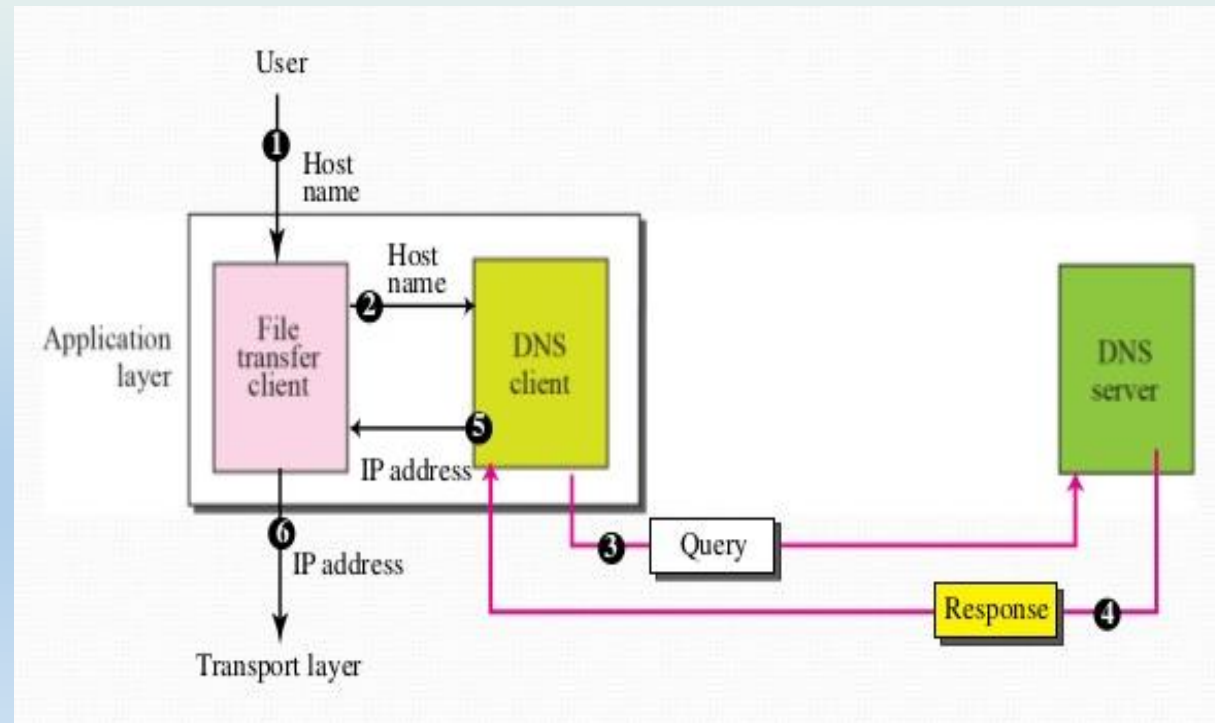 User
1
Host
name
Host
name
2
Application
layer
File
transfer
client
DNS
client
DNS
server
5
IP address
6
IP address
3
Query
Response
4
Transport layer